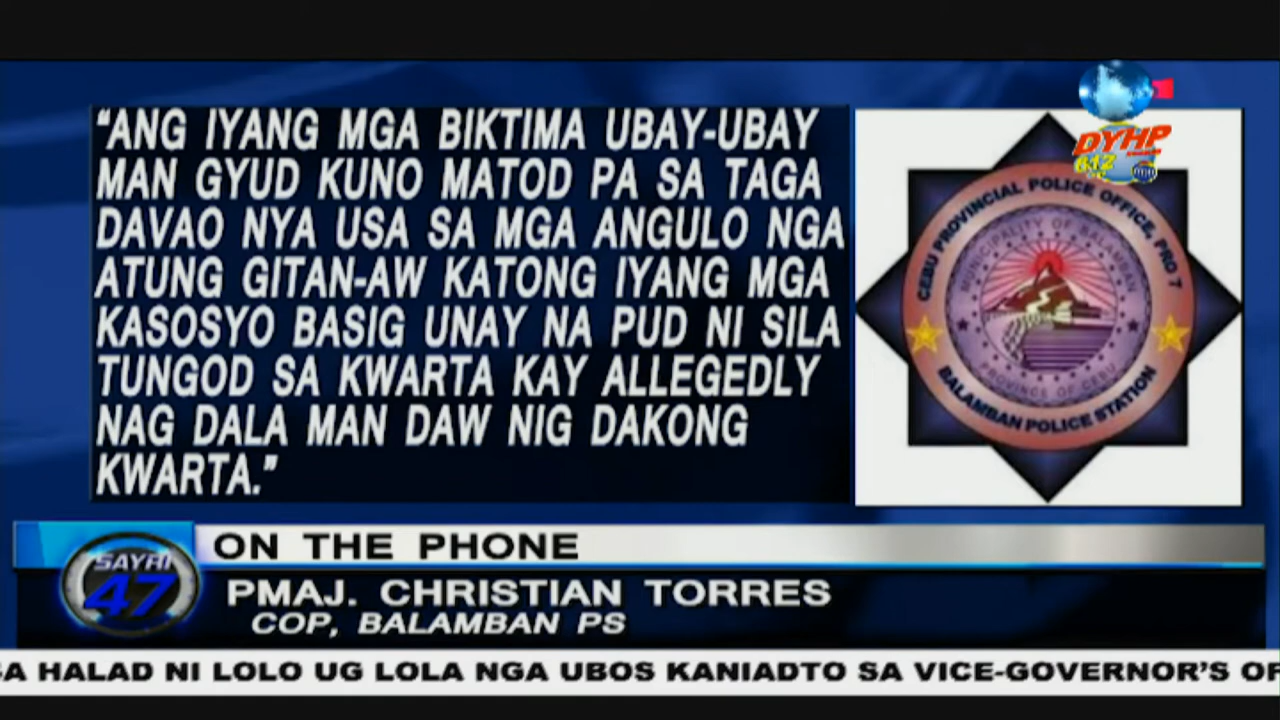 “ANG IYANG MGA BIKTIMA UBAY-UBAY
MAN GYUD KUNO MATOD PA SA TAGA
DAVAO NYA USA SA MGA ANGULO NGA
ATUNG GITAN-AW KATONG IYANG MGA
KASOSYO BASIG UNAY NA PUD NI SILA
TUNGOD SA KWARTA KAY ALLEGEDLY
NAG DALA MAN DAW NIG DAKONG
KWARTA.”
DYHP
612
CEBU PROVINCIAL POLICE OFFICE, PRO 7
MUNICIPALITY OF BALAMBAN
PROVINCE OF CEBU
BALAMBAN POLICE STATION
ON THE PHONE
SAYRI
47
PMAJ. CHRISTIAN TORRES
COP, BALAMBAN PS
SA HALAD NI LOLO UG LOLA NGA UBOS KANIADTO SA VICE-GOVERNOR'S OF